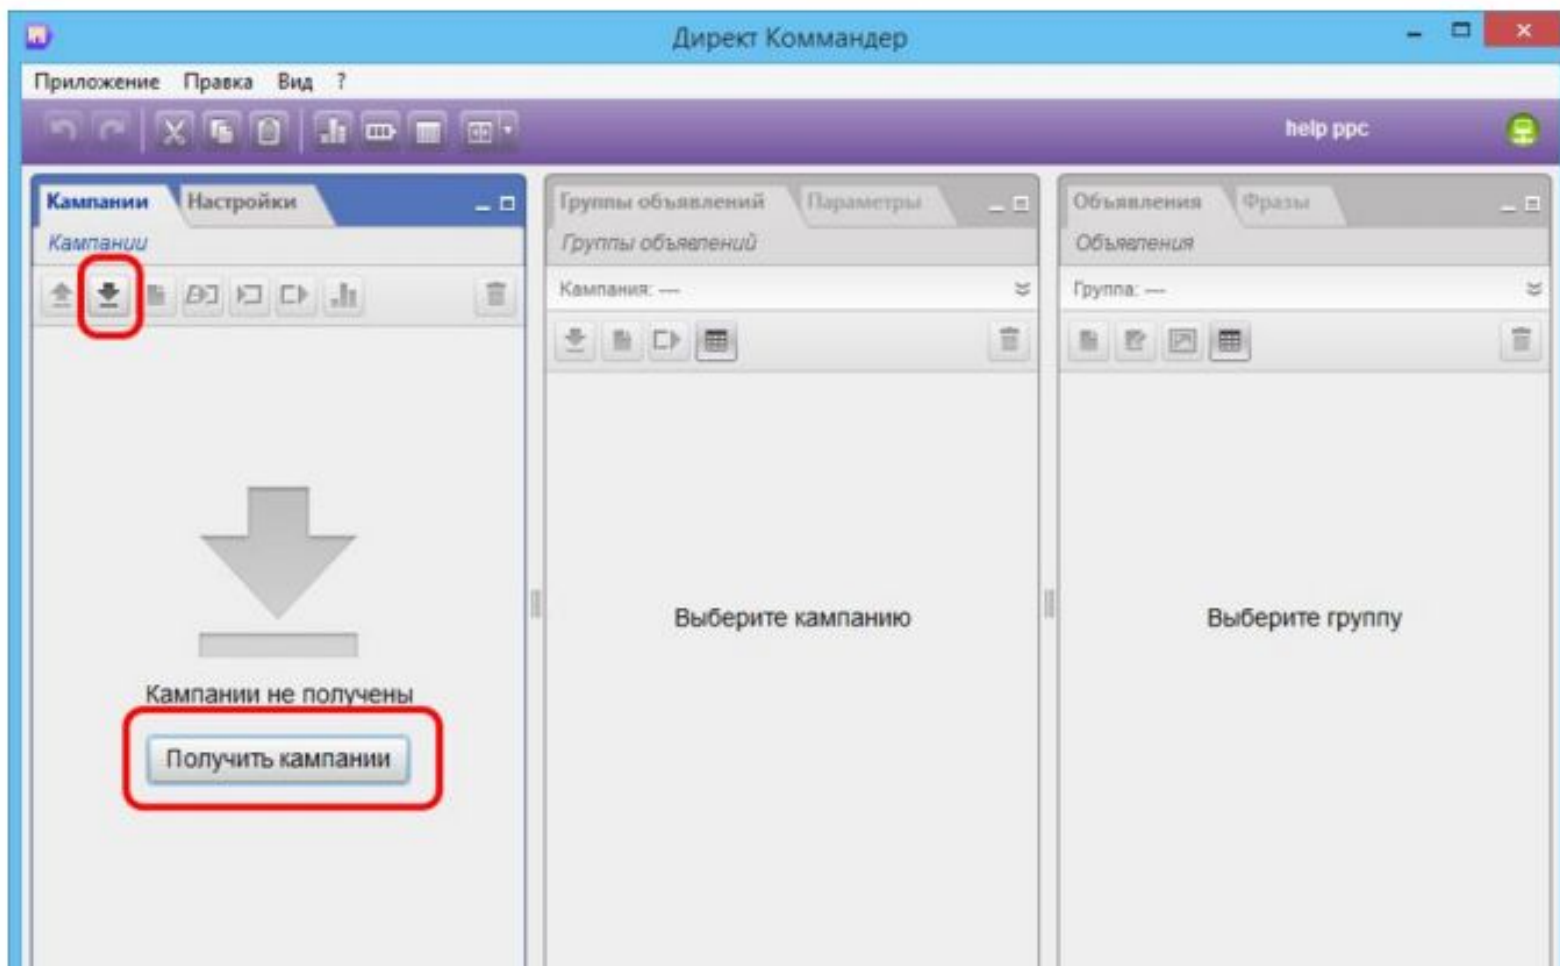 Директ Коммандер
Приложение Правка Вид ?
help ppc
Кампании Настройки
Кампании
Кампании не получены
Получить кампании
Группы объявлений Параметры
Группы объявлений
Кампания: —
Выберите кампанию
Объявления Фразы
Объявления
Группа: —
Выберите группу